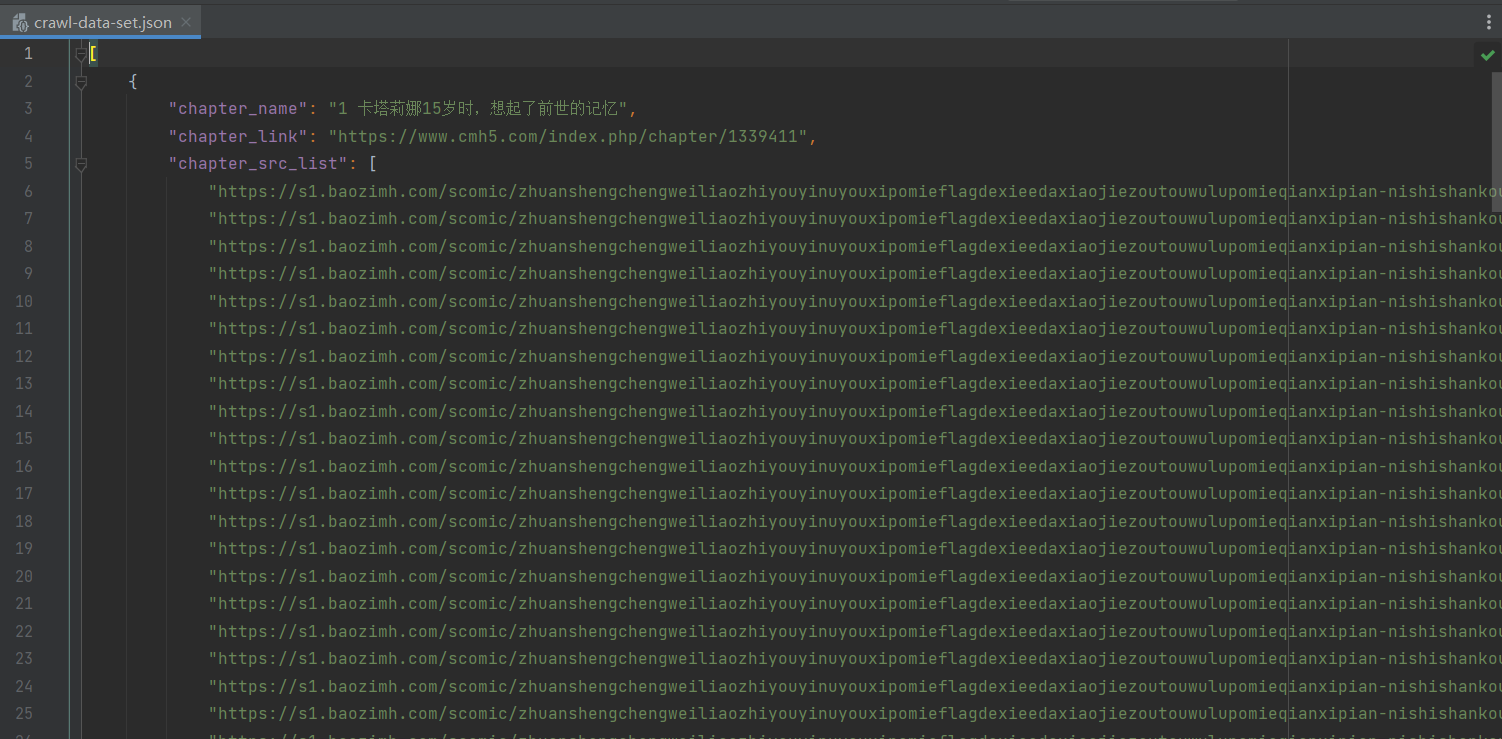 crawl-data-set.json
1 [
2 {
3 "chapter_name": "1 卡塔莉娜15岁时，想起了前世的记忆",
4 "chapter_link": "https://www.cmh5.com/index.php/chapter/1339411",
5 "chapter_src_list": [
6 "https://s1.baozimh.com/scomic/zhuanshengchengweiliaozhiyouyinuyouxipomieflagdexieedaxiaojiezoutouwulupomieqianxipian-nishishankou
7 "https://s1.baozimh.com/scomic/zhuanshengchengweiliaozhiyouyinuyouxipomieflagdexieedaxiaojiezoutouwulupomieqianxipian-nishishankou
8 "https://s1.baozimh.com/scomic/zhuanshengchengweiliaozhiyouyinuyouxipomieflagdexieedaxiaojiezoutouwulupomieqianxipian-nishishankou
9 "https://s1.baozimh.com/scomic/zhuanshengchengweiliaozhiyouyinuyouxipomieflagdexieedaxiaojiezoutouwulupomieqianxipian-nishishankou
10 "https://s1.baozimh.com/scomic/zhuanshengchengweiliaozhiyouyinuyouxipomieflagdexieedaxiaojiezoutouwulupomieqianxipian-nishishankou
11 "https://s1.baozimh.com/scomic/zhuanshengchengweiliaozhiyouyinuyouxipomieflagdexieedaxiaojiezoutouwulupomieqianxipian-nishishankou
12 "https://s1.baozimh.com/scomic/zhuanshengchengweiliaozhiyouyinuyouxipomieflagdexieedaxiaojiezoutouwulupomieqianxipian-nishishankou
13 "https://s1.baozimh.com/scomic/zhuanshengchengweiliaozhiyouyinuyouxipomieflagdexieedaxiaojiezoutouwulupomieqianxipian-nishishankou
14 "https://s1.baozimh.com/scomic/zhuanshengchengweiliaozhiyouyinuyouxipomieflagdexieedaxiaojiezoutouwulupomieqianxipian-nishishankou
15 "https://s1.baozimh.com/scomic/zhuanshengchengweiliaozhiyouyinuyouxipomieflagdexieedaxiaojiezoutouwulupomieqianxipian-nishishankou
16 "https://s1.baozimh.com/scomic/zhuanshengchengweiliaozhiyouyinuyouxipomieflagdexieedaxiaojiezoutouwulupomieqianxipian-nishishankou
17 "https://s1.baozimh.com/scomic/zhuanshengchengweiliaozhiyouyinuyouxipomieflagdexieedaxiaojiezoutouwulupomieqianxipian-nishishankou
18 "https://s1.baozimh.com/scomic/zhuanshengchengweiliaozhiyouyinuyouxipomieflagdexieedaxiaojiezoutouwulupomieqianxipian-nishishankou
19 "https://s1.baozimh.com/scomic/zhuanshengchengweiliaozhiyouyinuyouxipomieflagdexieedaxiaojiezoutouwulupomieqianxipian-nishishankou
20 "https://s1.baozimh.com/scomic/zhuanshengchengweiliaozhiyouyinuyouxipomieflagdexieedaxiaojiezoutouwulupomieqianxipian-nishishankou
21 "https://s1.baozimh.com/scomic/zhuanshengchengweiliaozhiyouyinuyouxipomieflagdexieedaxiaojiezoutouwulupomieqianxipian-nishishankou
22 "https://s1.baozimh.com/scomic/zhuanshengchengweiliaozhiyouyinuyouxipomieflagdexieedaxiaojiezoutouwulupomieqianxipian-nishishankou
23 "https://s1.baozimh.com/scomic/zhuanshengchengweiliaozhiyouyinuyouxipomieflagdexieedaxiaojiezoutouwulupomieqianxipian-nishishankou
24 "https://s1.baozimh.com/scomic/zhuanshengchengweiliaozhiyouyinuyouxipomieflagdexieedaxiaojiezoutouwulupomieqianxipian-nishishankou
25 "https://s1.baozimh.com/scomic/zhuanshengchengweiliaozhiyouyinuyouxipomieflagdexieedaxiaojiezoutouwulupomieqianxipian-nishishankou